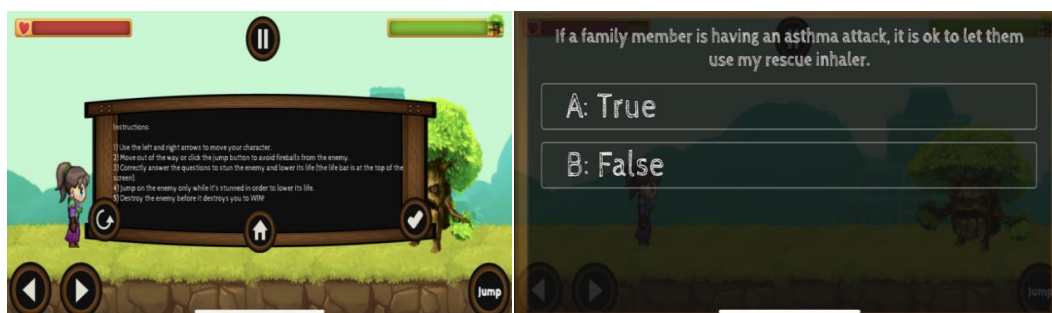 Instructions:
1) Use the left and right arrows to move your character.
2) Move out of the way or click the jump button to avoid fireballs from the enemy.
3) Correctly answer the questions to stun the enemy and lower its life (the life bar is at the top of the
screen).
4) Jump on the enemy only while it's stunned in order to lower its life.
5) Destroy the enemy before it destroys you to WIN!
Jump
If a family member is having an asthma attack, it is ok to let them
use my rescue inhaler.
A: True
B: False
Jump